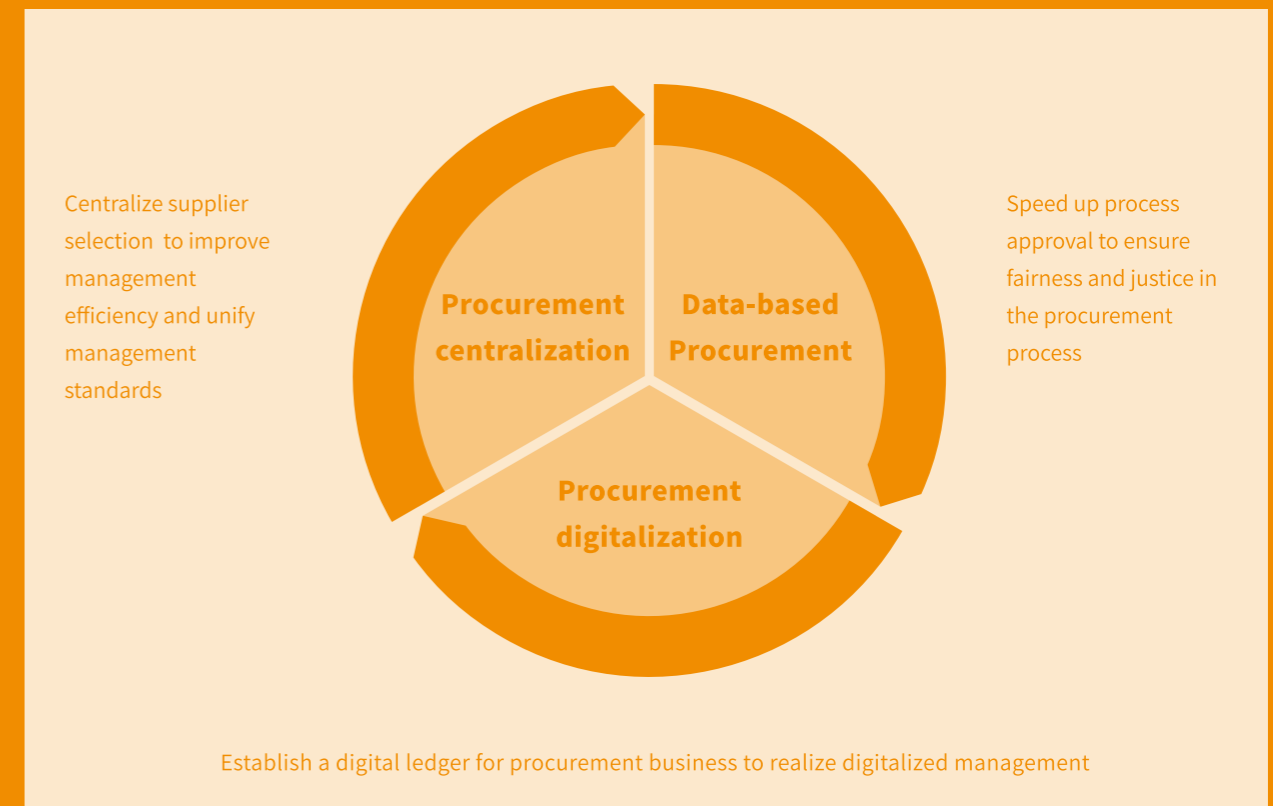 Centralize supplier
selection  to improve
management
efficiency and unify
management
standards
Procurement
centralization
Data-based
Procurement
Procurement
digitalization
Speed up process
approval to ensure
fairness and justice in
the procurement
process
Establish a digital ledger for procurement business to realize digitalized management